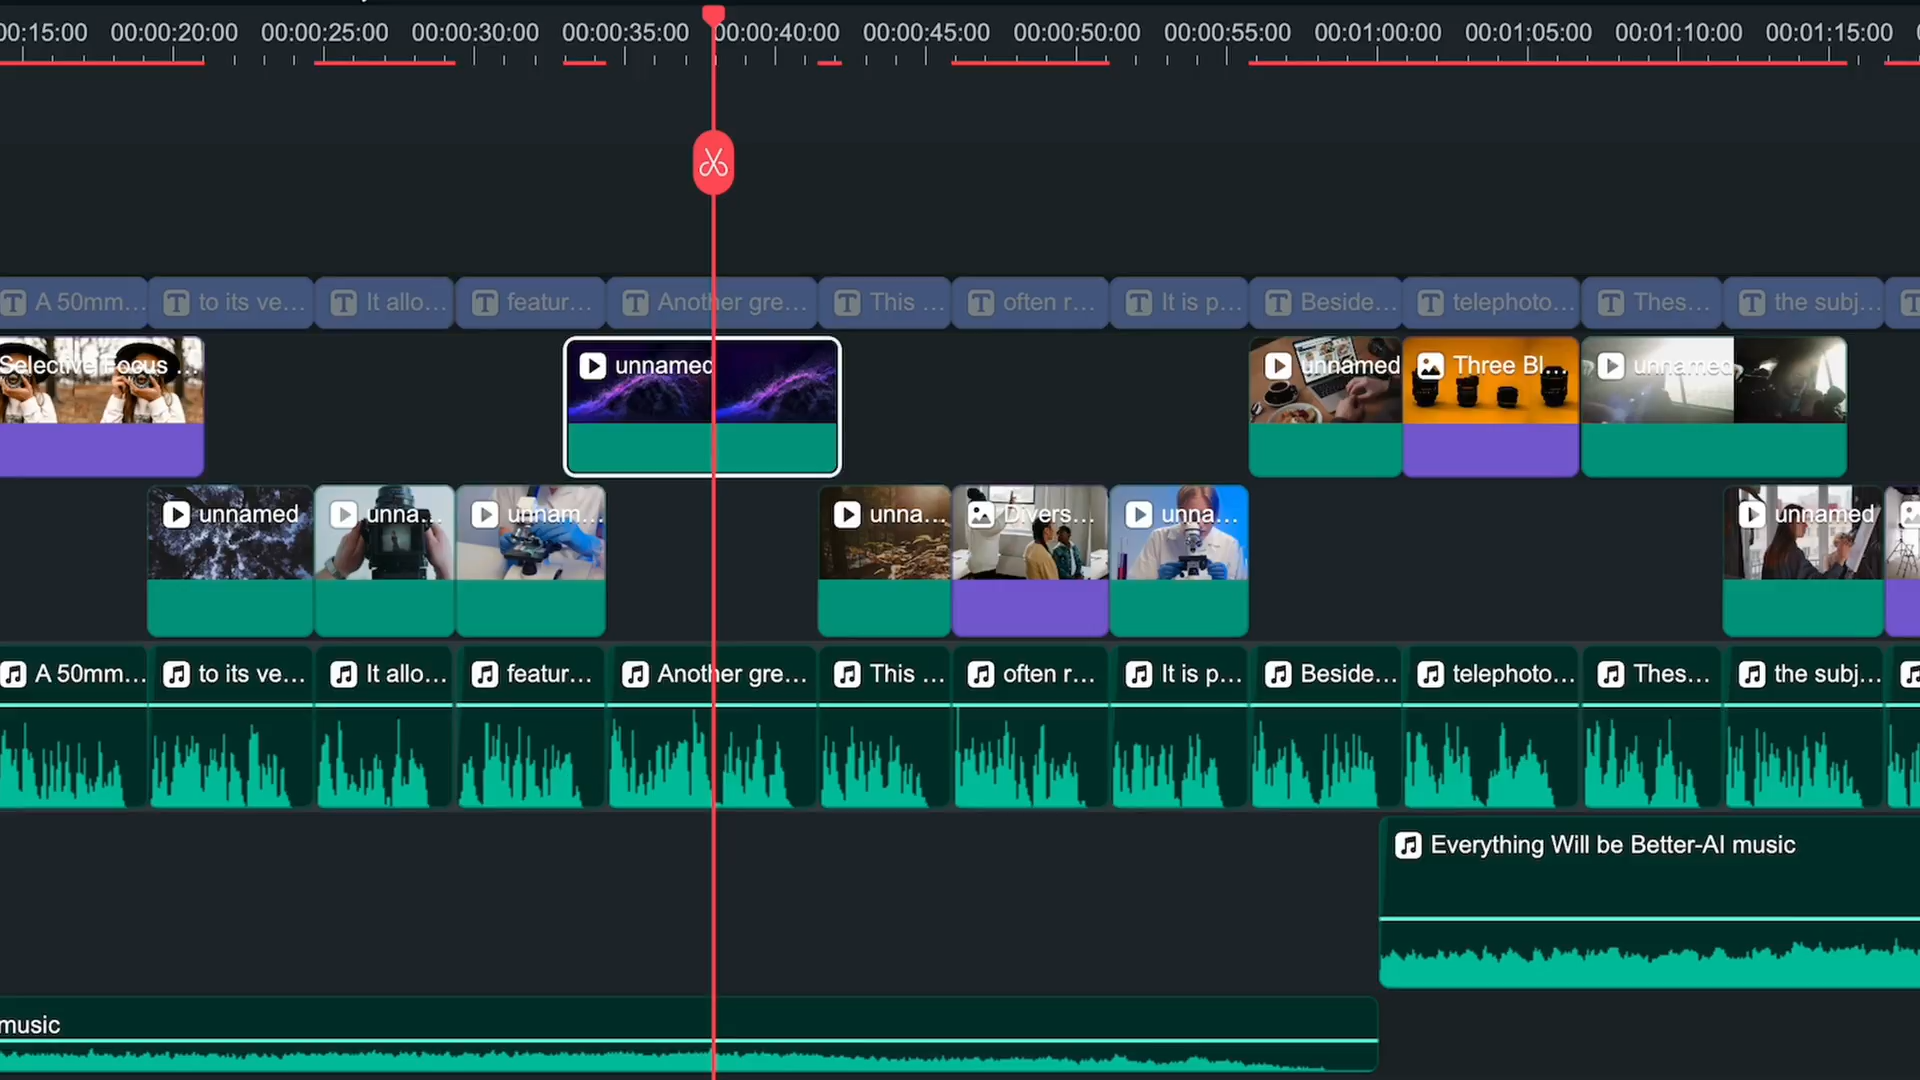 00:15:00 00:00:20:00 00:00:25:00 00:00:30:00 00:00:35:00 00:00:40:00 00:00:45:00 00:00:50:00 00:00:55:00 00:01:00:00 00:01:05:00 00:01:10:00 00:01:15:00
A 50mm... to its ve... It allo... featur... Another gre... This ... often r... It is p... Beside... telephoto... Thes... the subj...
Selective Focus ... unnamed unnamed Three Bl... unnamed
unnamed unna... unnam... unna... Divers... unna... unnamed
A 50mm... to its ve... It allo... featur... Another gre... This ... often r... It is p... Beside... telephoto... Thes... the subj...
Everything Will be Better-AI music
music